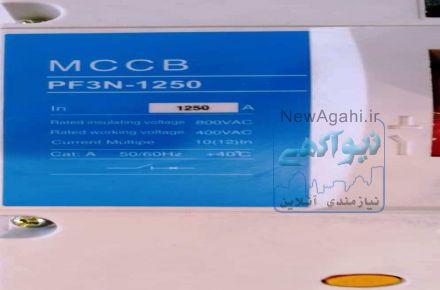 MCCB
PF3N-1250
In: 1250 A
Rated insulating voltage 800VAC
Rated working voltage 400VAC
Current Multipe 10(12)In
Cat. A 50/60Hz +40℃
NewAgahi.ir
نیوآگهی
نیازمندی آنلاین